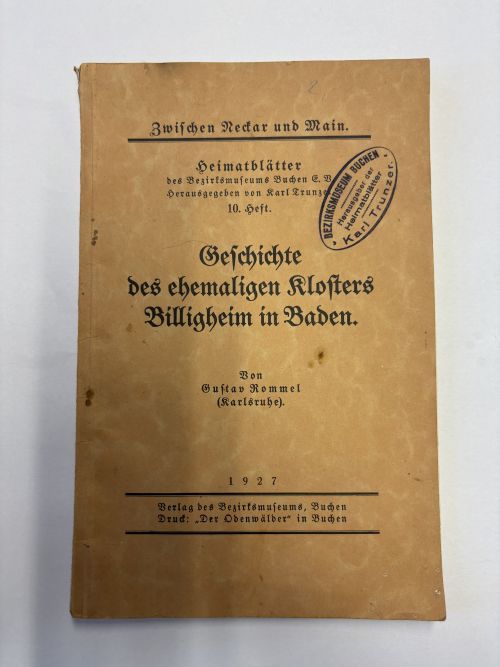 2
Zwischen Neckar und Main.
Heimatblätter
des Bezirksmuseums Buchen E. V.
Herausgegeben von Karl Trunzer
10. Heft.
BEZIRKSMUSEUM BUCHEN
Herausgeber der
Heimatblätter
Karl Trunzer.
Geschichte
des ehemaligen Klosters
Billigheim in Baden.
Von
Gustav Rommel
(Karlsruhe).
1927
Verlag des Bezirksmuseums, Buchen
Druck: „Der Odenwälder“ in Buchen